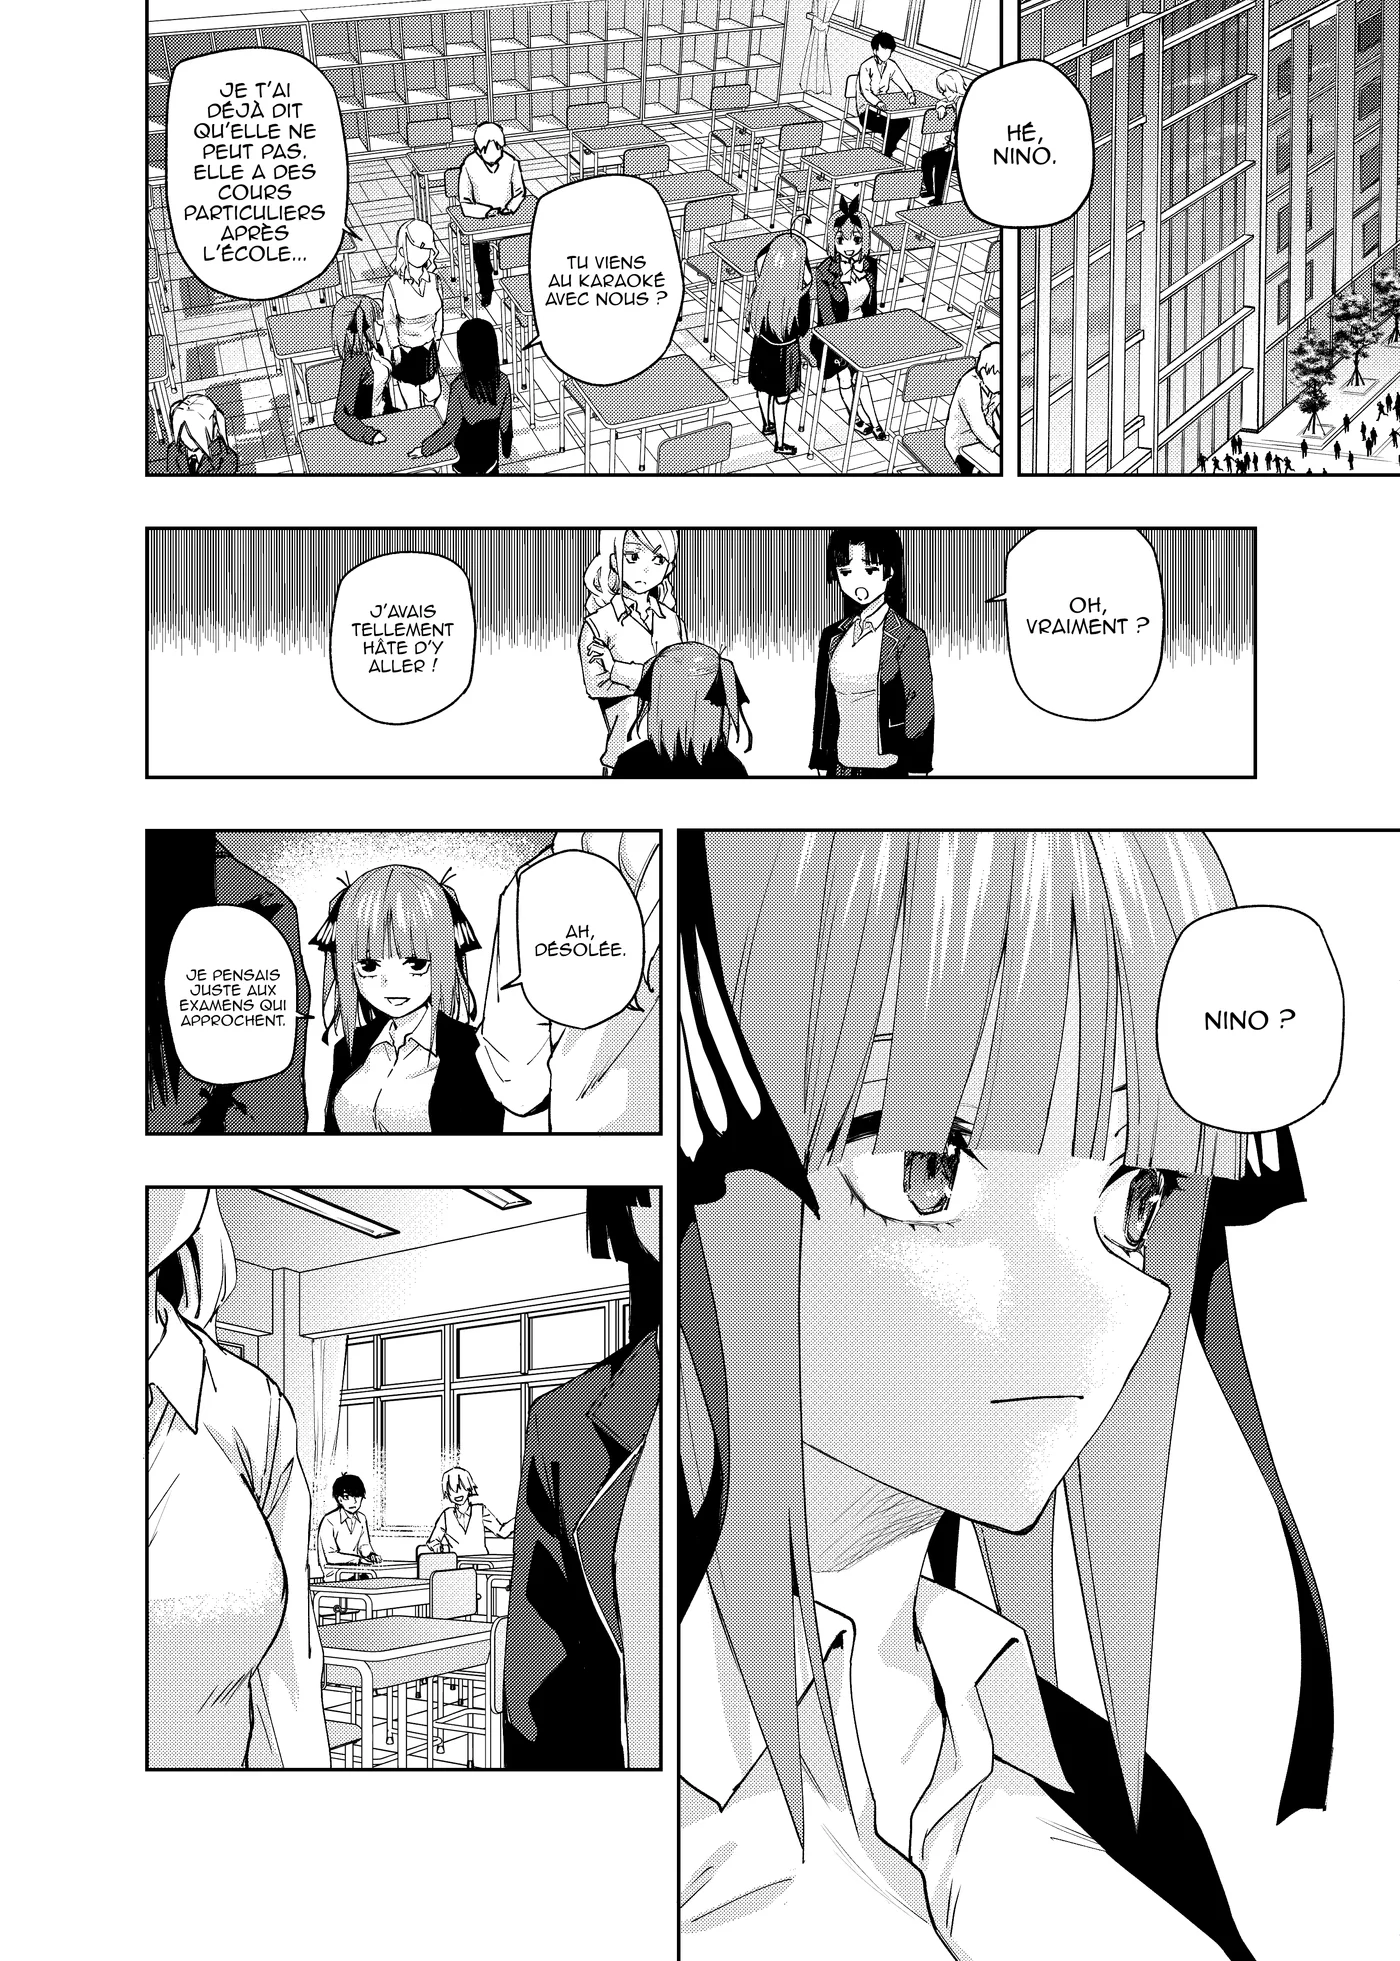 HÉ,
NINO.
TU VIENS
AU KARAOKÉ
AVEC NOUS ?
JE T'AI
DÉJÀ DIT
QU'ELLE NE
PEUT PAS.
ELLE A DES
COURS
PARTICULIERS
APRÈS
L'ÉCOLE...
OH,
VRAIMENT ?
J'AVAIS
TELLEMENT
HÂTE D'Y
ALLER !
NINO ?
AH,
DÉSOLÉE.
JE PENSAIS
JUSTE AUX
EXAMENS QUI
APPROCHENT.